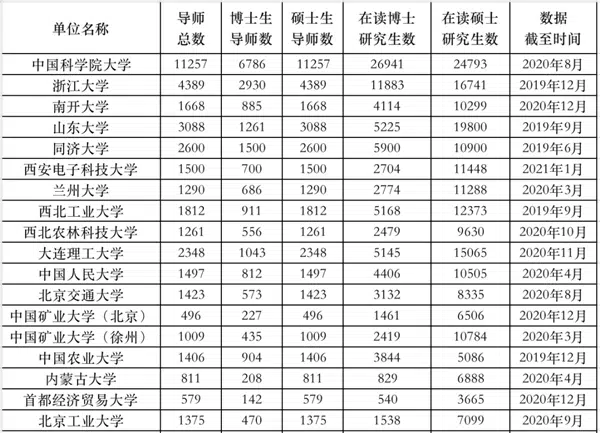 单位名称 导师总数 博士生导师数 硕士生导师数 在读博士研究生数 在读硕士研究生数 数据截至时间
中国科学院大学 11257 6786 11257 26941 24793 2020年8月
浙江大学 4389 2930 4389 11883 16741 2019年12月
南开大学 1668 885 1668 4114 10299 2020年12月
山东大学 3088 1261 3088 5225 19800 2019年9月
同济大学 2600 1500 2600 5900 10900 2019年6月
西安电子科技大学 1500 700 1500 2704 11448 2021年1月
兰州大学 1290 686 1290 2774 11288 2020年3月
西北工业大学 1812 911 1812 5168 12373 2019年9月
西北农林科技大学 1261 556 1261 2479 9630 2020年10月
大连理工大学 2348 1043 2348 5145 15065 2020年11月
中国人民大学 1497 812 1497 4406 10505 2020年4月
北京交通大学 1423 573 1423 3132 8335 2020年8月
中国矿业大学（北京） 496 227 496 1461 6506 2020年12月
中国矿业大学（徐州） 1009 435 1009 2419 10784 2020年3月
中国农业大学 1406 904 1406 3844 5086 2019年12月
内蒙古大学 811 208 811 829 6888 2020年4月
首都经济贸易大学 579 142 579 540 3665 2020年12月
北京工业大学 1375 470 1375 1538 7099 2020年9月